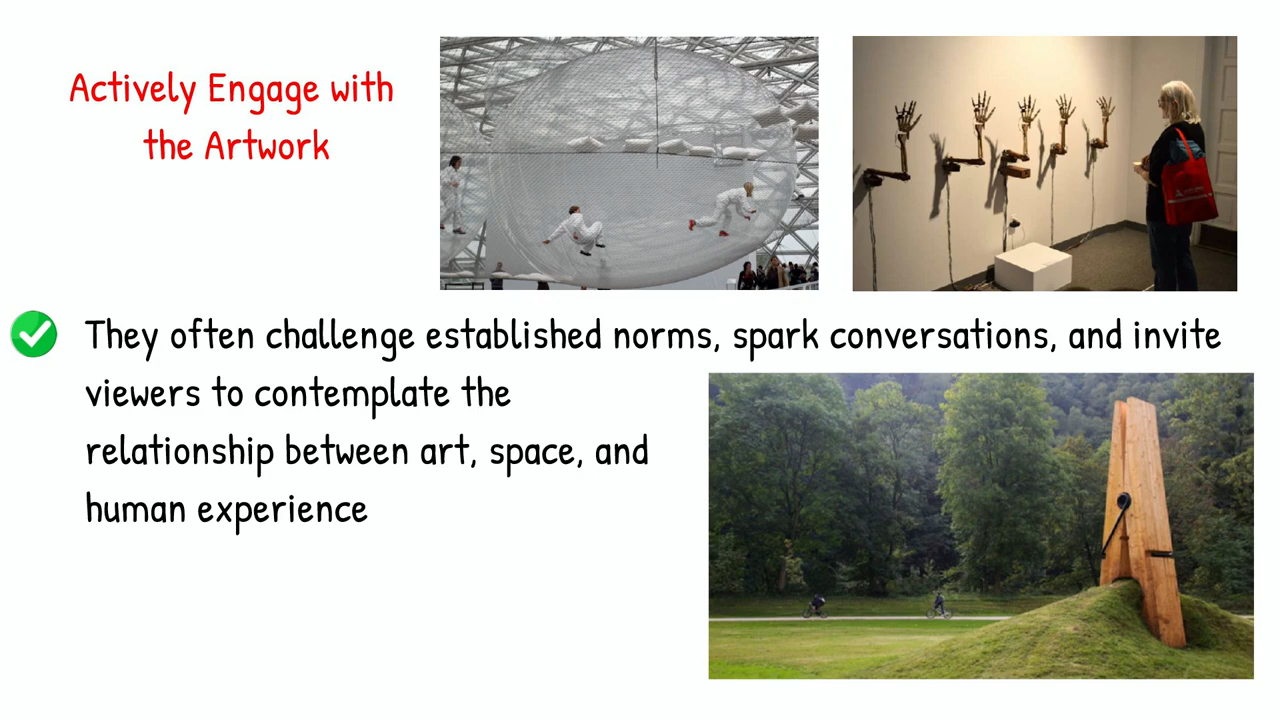 Actively Engage with
the Artwork
They often challenge established norms, spark conversations, and invite
viewers to contemplate the
relationship between art, space, and
human experience